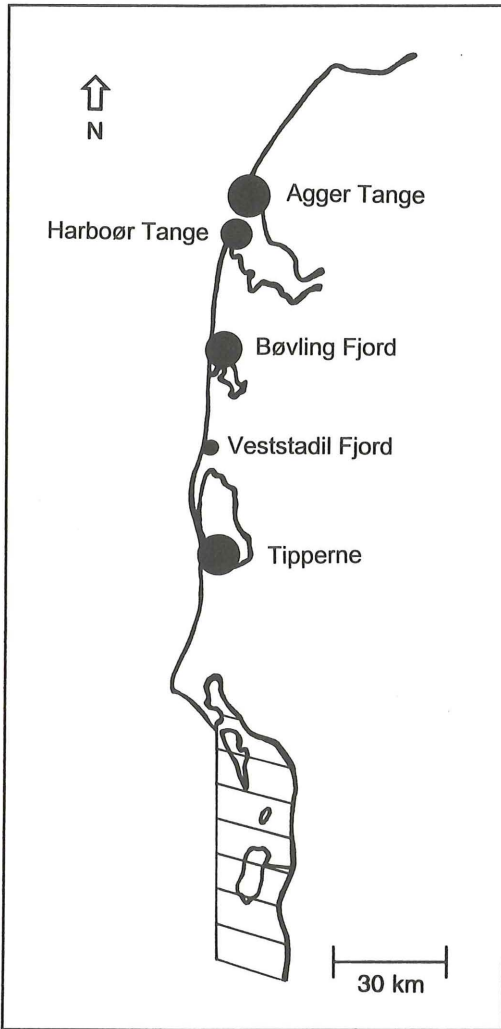 N
Agger Tange
Harboør Tange
Bøvling Fjord
Veststadil Fjord
Tipperne
30 km